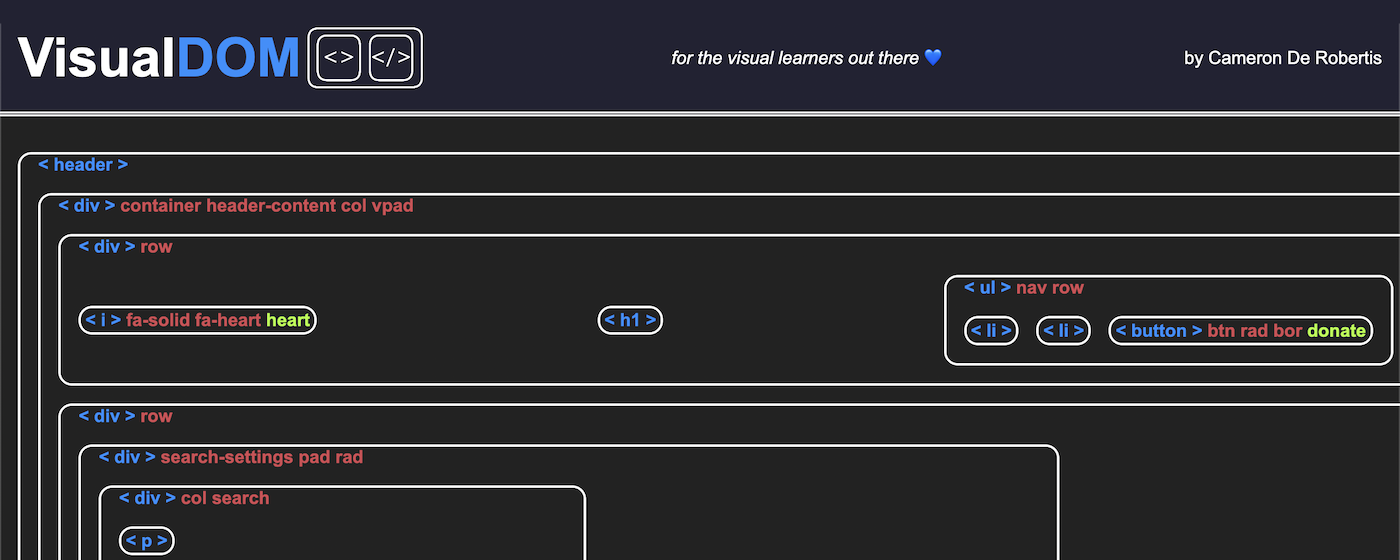 VisualDOM <> </> for the visual learners out there 💙 by Cameron De Robertis
< header >
< div > container header-content col vpad
< div > row
< ul > nav row
< i > fa-solid fa-heart heart < h1 > < li > < li > < button > btn rad bor donate
< div > row
< div > search-settings pad rad
< div > col search
< p >